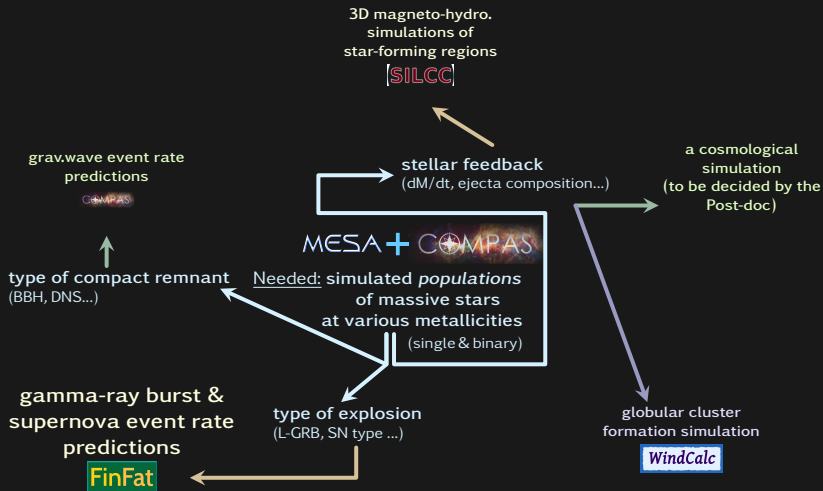 3D magneto-hydro.
simulations of
star-forming regions
SILCC
grav.wave event rate
predictions
COMPAS
stellar feedback
(dM/dt, ejecta composition...)
a cosmological
simulation
(to be decided by the
Post-doc)
MESA + COMPAS
type of compact remnant
(BBH, DNS...)
Needed: simulated populations
of massive stars
at various metallicities
(single & binary)
gamma-ray burst &
supernova event rate
predictions
FinFat
type of explosion
(L-GRB, SN type ...)
globular cluster
formation simulation
WindCalc